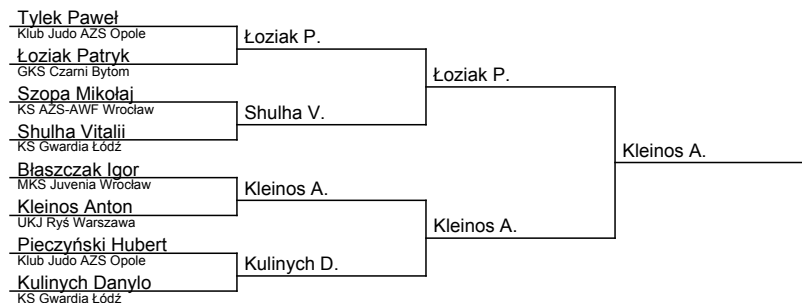 Tylek Paweł
Klub Judo AZS Opole
Łoziak Patryk
GKS Czarni Bytom
Szopa Mikołaj
KS AZS-AWF Wrocław
Shulha Vitalii
KS Gwardia Łódź
Błaszczak Igor
MKS Juvenia Wrocław
Kleinos Anton
UKJ Ryś Warszawa
Pieczyński Hubert
Klub Judo AZS Opole
Kulinych Danylo
KS Gwardia Łódź
Łoziak P.
Shulha V.
Kleinos A.
Kulinych D.
Łoziak P.
Kleinos A.
Kleinos A.